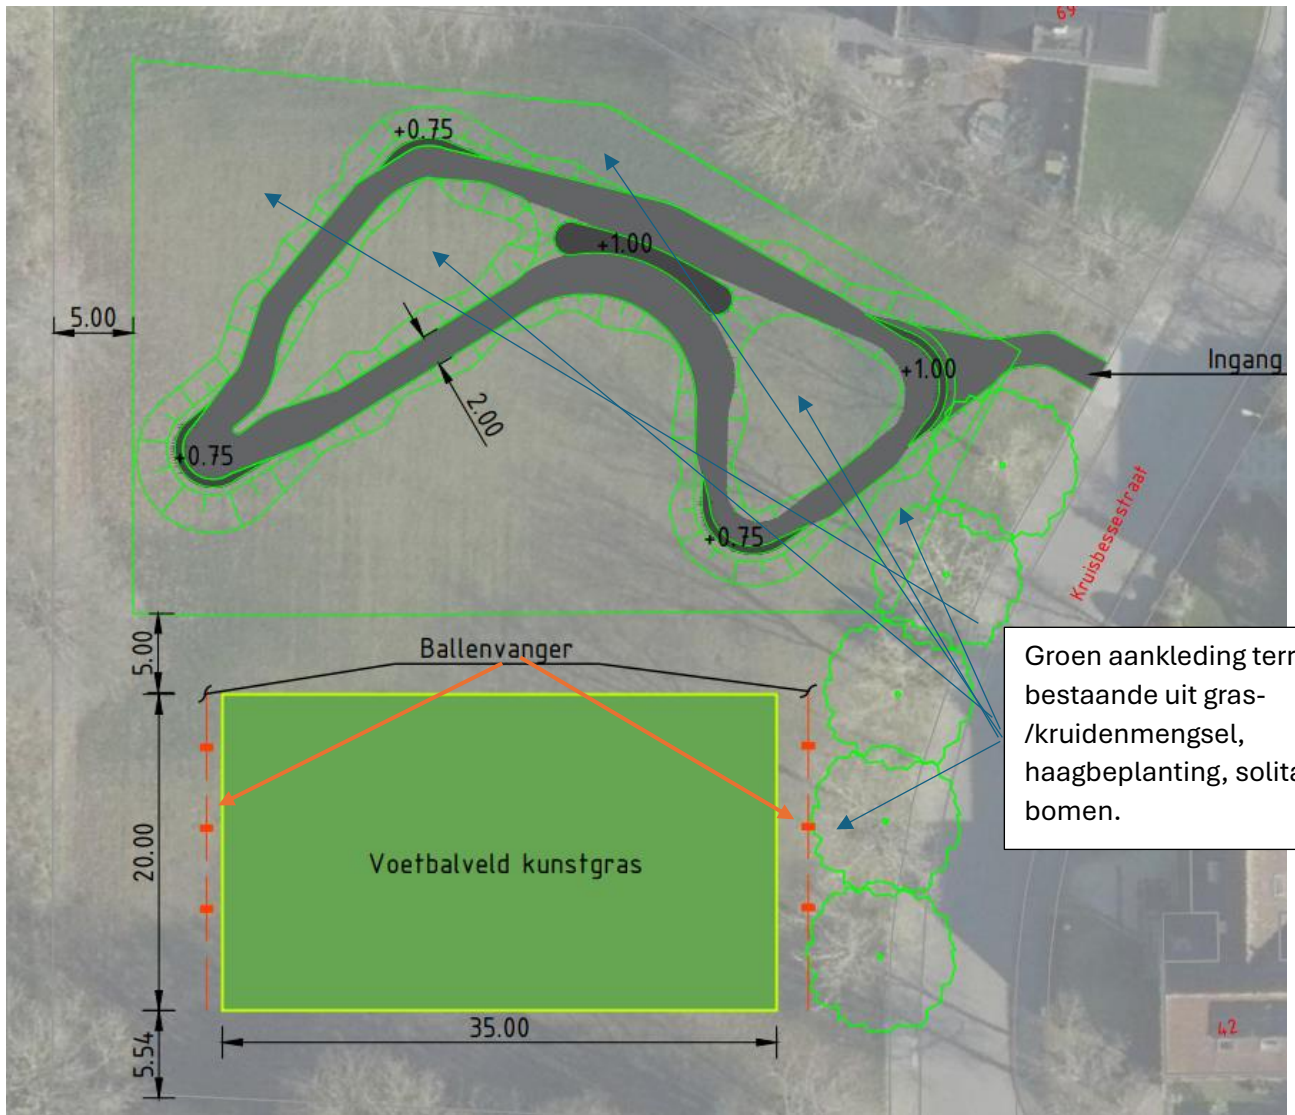 69
+0.75
+1.00
5.00
+1.00
Ingang
2.00
+0.75
+0.75
Kruisbessestraat
5.00
Ballenvanger
Groen aankleding terr
bestaande uit gras-
/kruidenmengsel,
haagbeplanting, solita
bomen.
20.00
Voetbalveld kunstgras
35.00
5.54
42